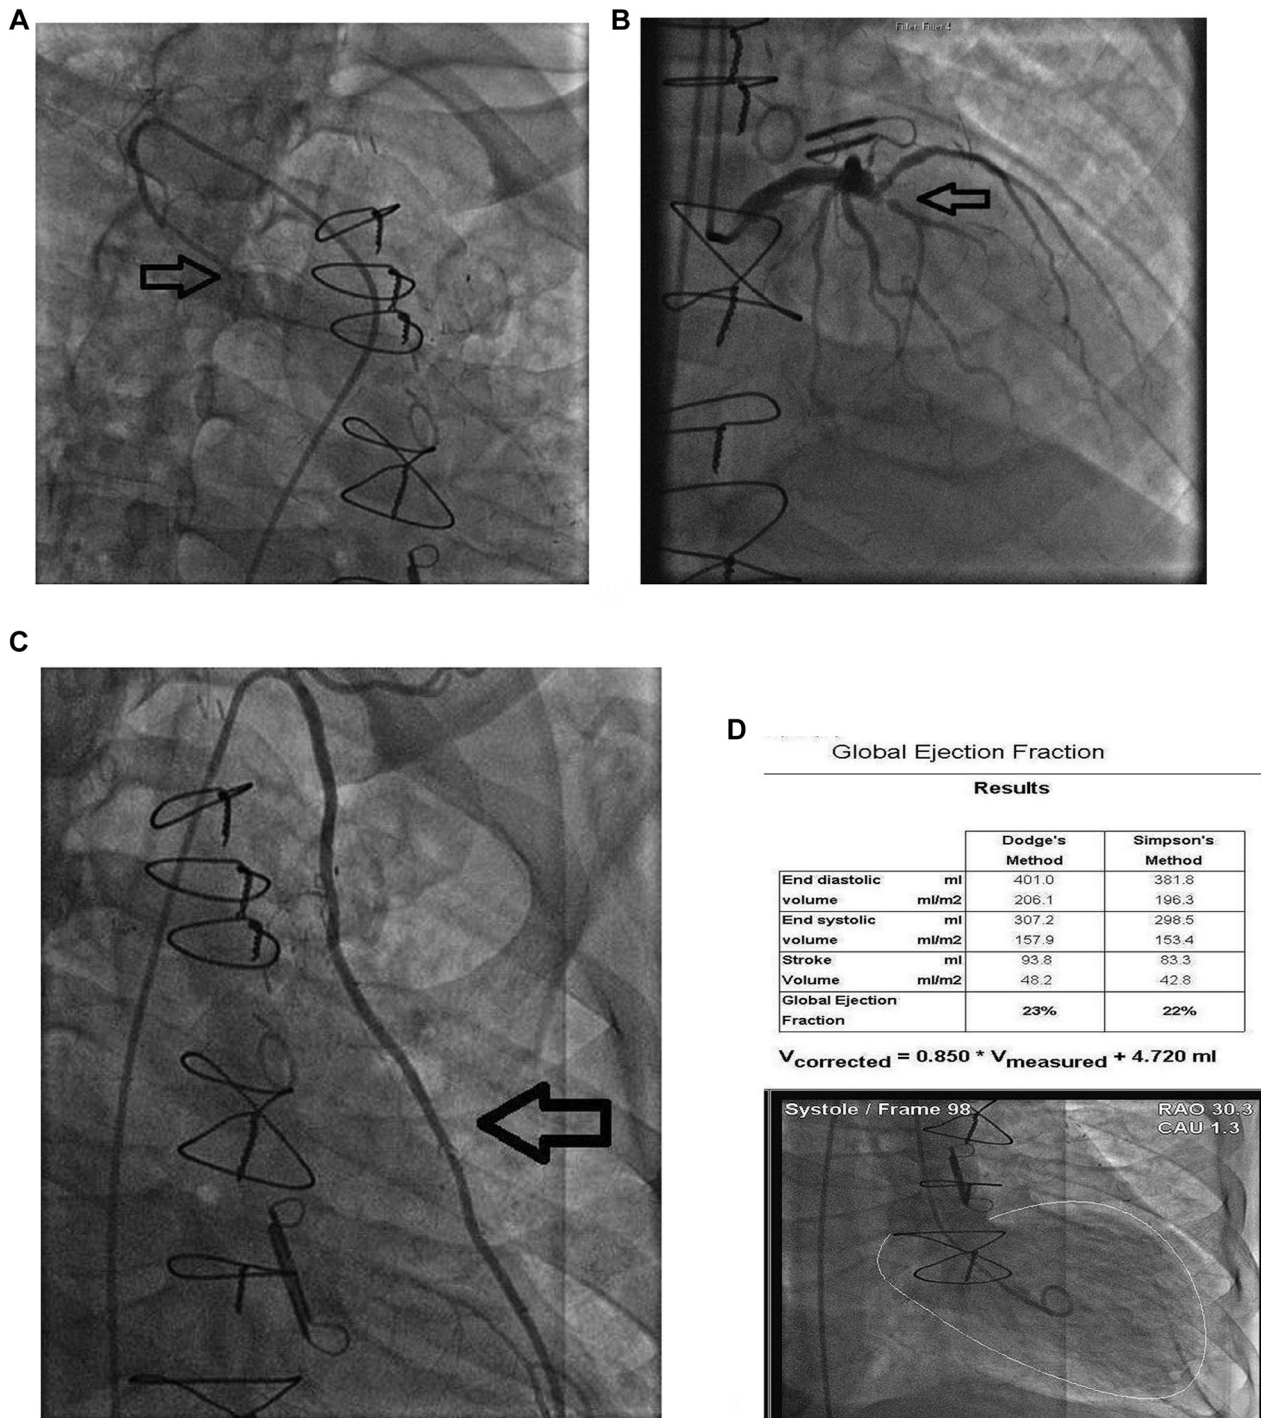 A
B
Filter: Filter 4
C
D
Global Ejection Fraction
Results
Dodge's Method
Simpson's Method
End diastolic volume ml 401.0 381.8
ml/m2 206.1 196.3
End systolic volume ml 307.2 298.5
ml/m2 157.9 153.4
Stroke Volume ml 93.8 83.3
ml/m2 48.2 42.8
Global Ejection Fraction 23% 22%
Vcorrected = 0.850 * Vmeasured + 4.720 ml
Systole / Frame 98
RAO 30.3
CAU 1.3